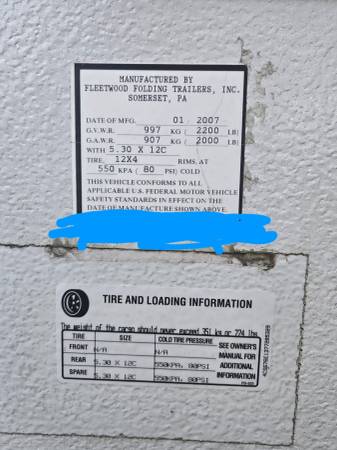 MANUFACTURED BY
FLEETWOOD FOLDING TRAILERS, INC.
SOMERSET, PA
DATE OF MFG. 01 2007
G.V.W.R. 997 KG ( 2200 LB)
G.A.W.R. 907 KG ( 2000 LB)
WITH 5.30 X 12C
TIRE, 12X4 RIMS, AT
550 KPA ( 80 PSI) COLD
THIS VEHICLE CONFORMS TO ALL
APPLICABLE U.S. FEDERAL MOTOR VEHICLE
SAFETY STANDARDS IN EFFECT ON THE
DATE OF MANUFACTURE SHOWN ABOVE.
TIRE AND LOADING INFORMATION
The weight of the cargo should never exceed 351 kg or 774 lbs
TIRE SIZE COLD TIRE PRESSURE SEE OWNER'S
FRONT N/A N/A MANUAL FOR
REAR 5.30 X 12C 550KPA, 80PSI ADDITIONAL
SPARE 5.30 X 12C 550KPA, 80PSI INFORMATION